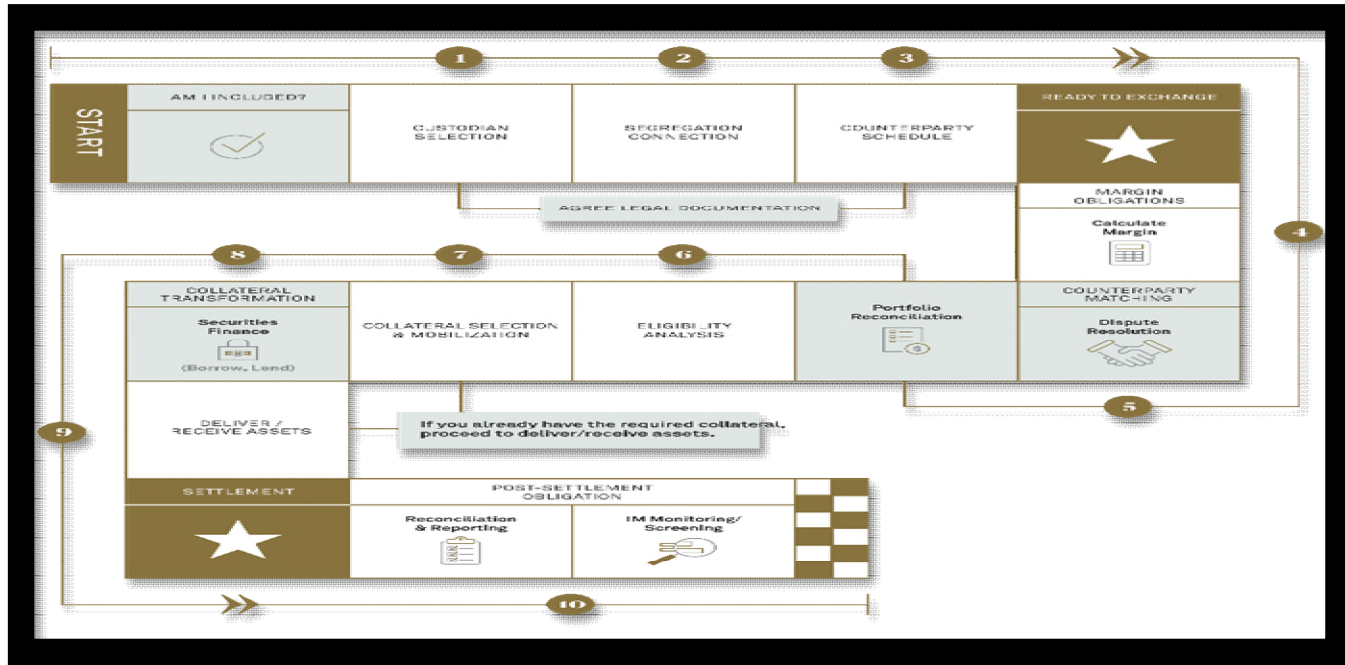 1
2
3
START
AM I INCLUDED?
CUSTODIAN
SELECTION
SEGREGATION
CONNECTION
COUNTERPARTY
SCHEDULE
READY TO EXCHANGE
AGREE LEGAL DOCUMENTATION
MARGIN
OBLIGATIONS
Calculate
Margin
4
8
7
6
COLLATERAL
TRANSFORMATION
Securities
Finance
(Borrow, Lend)
COLLATERAL SELECTION
& MOBILIZATION
ELIGIBILITY
ANALYSIS
Portfolio
Reconciliation
COUNTERPARTY
MATCHING
Dispute
Resolution
5
9
DELIVER /
RECEIVE ASSETS
If you already have the required collateral,
proceed to deliver/receive assets.
SETTLEMENT
POST-SETTLEMENT
OBLIGATION
Reconciliation
& Reporting
IM Monitoring/
Screening
10